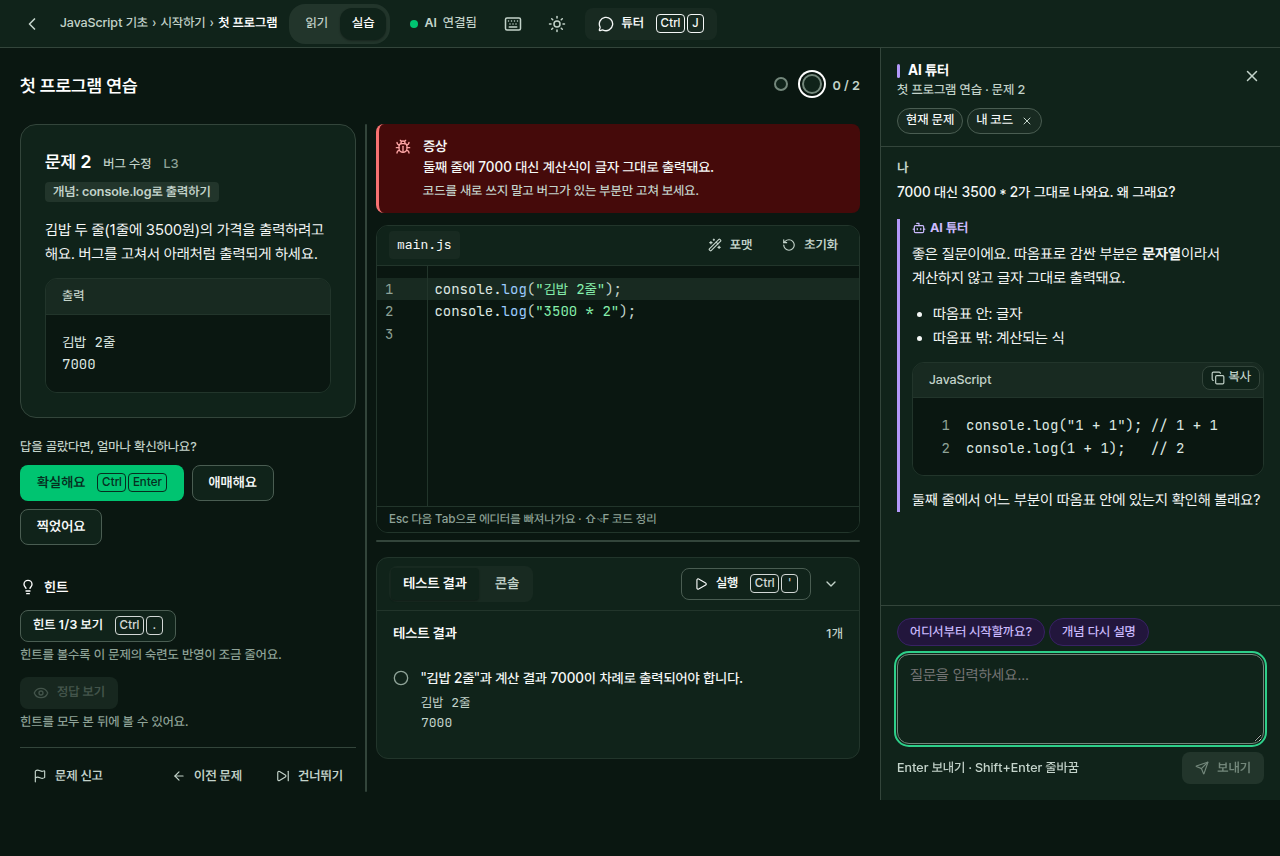 JavaScript 기초 › 시작하기 › 첫 프로그램
읽기 실습
AI 연결됨
튜터 Ctrl J
첫 프로그램 연습
0 / 2
문제 2 버그 수정 L3
개념: console.log로 출력하기
김밥 두 줄(1줄에 3500원)의 가격을 출력하려고
해요. 버그를 고쳐서 아래처럼 출력되게 하세요.
출력
김밥 2줄
7000
답을 골랐다면, 얼마나 확신하나요?
확실해요 Ctrl Enter
애매해요
찍었어요
힌트
힌트 1/3 보기 Ctrl .
힌트를 볼수록 이 문제의 숙련도 반영이 조금 줄어요.
정답 보기
힌트를 모두 본 뒤에 볼 수 있어요.
문제 신고
이전 문제
건너뛰기
증상
둘째 줄에 7000 대신 계산식이 글자 그대로 출력돼요.
코드를 새로 쓰지 말고 버그가 있는 부분만 고쳐 보세요.
main.js
포맷
초기화
1 console.log("김밥 2줄");
2 console.log("3500 * 2");
3
Esc 다음 Tab으로 에디터를 빠져나가요 · ⇧⌥F 코드 정리
테스트 결과 콘솔
실행 Ctrl '
테스트 결과
1개
"김밥 2줄"과 계산 결과 7000이 차례로 출력되어야 합니다.
김밥 2줄
7000
AI 튜터
첫 프로그램 연습 · 문제 2
현재 문제
내 코드 ×
나
7000 대신 3500 * 2가 그대로 나와요. 왜 그래요?
AI 튜터
좋은 질문이에요. 따옴표로 감싼 부분은 문자열이라서
계산하지 않고 글자 그대로 출력돼요.
• 따옴표 안: 글자
• 따옴표 밖: 계산되는 식
JavaScript
복사
1 console.log("1 + 1"); // 1 + 1
2 console.log(1 + 1);   // 2
둘째 줄에서 어느 부분이 따옴표 안에 있는지 확인해 볼래요?
어디서부터 시작할까요?
개념 다시 설명
질문을 입력하세요...
Enter 보내기 · Shift+Enter 줄바꿈
보내기